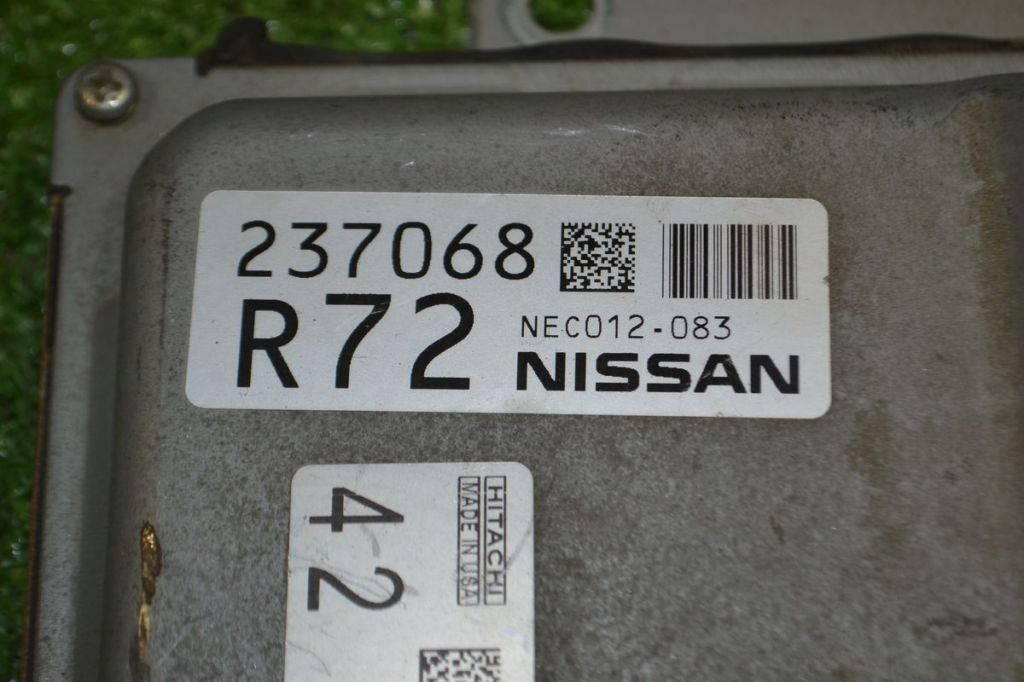 237068
R72
NEC012-083
NISSAN
42
HITACHI
MADE IN USA